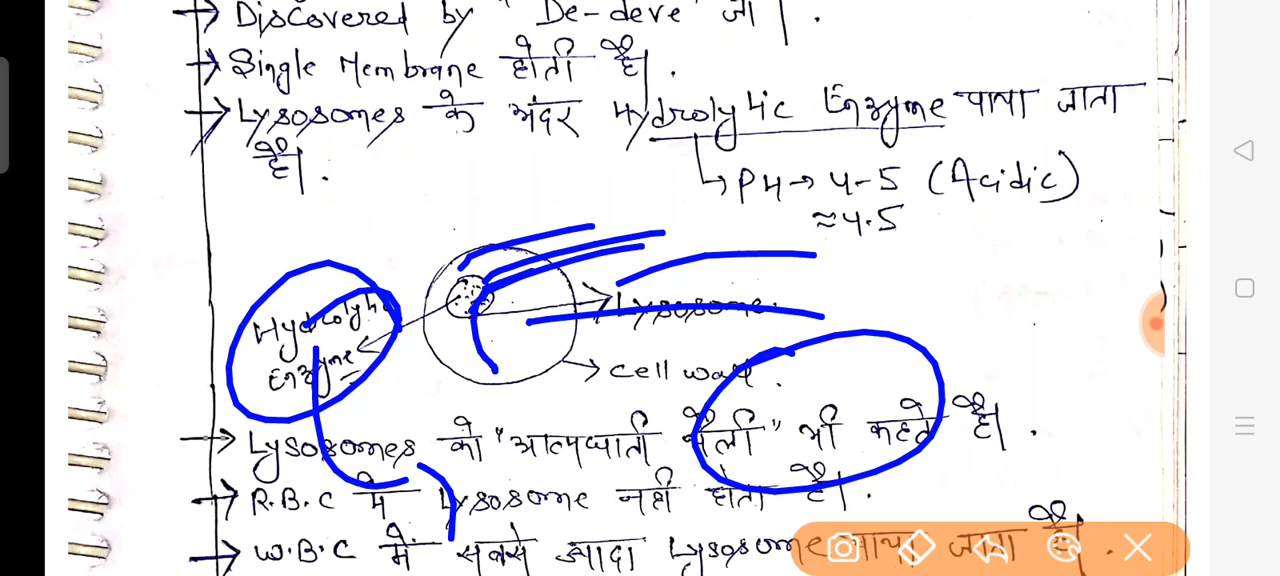 → Discovered by "De-deve" जी |.
→ Single Membrane होती है|.
→ Lysosomes के अंदर Hydrolytic Enzyme पाया जाता
है|.
↳ PH → 4-5 (Acidic)
≈4.5
Hydrolytic
Enzyme
Lysosome.
→ Cell wall.
→ Lysosomes को "आत्मघाती थैली" भी कहते है|.
→ R.B.C में Lysosome नही होता है|.
→ W.B.C में सबसे ज्यादा Lysosome पाया जाता है|.